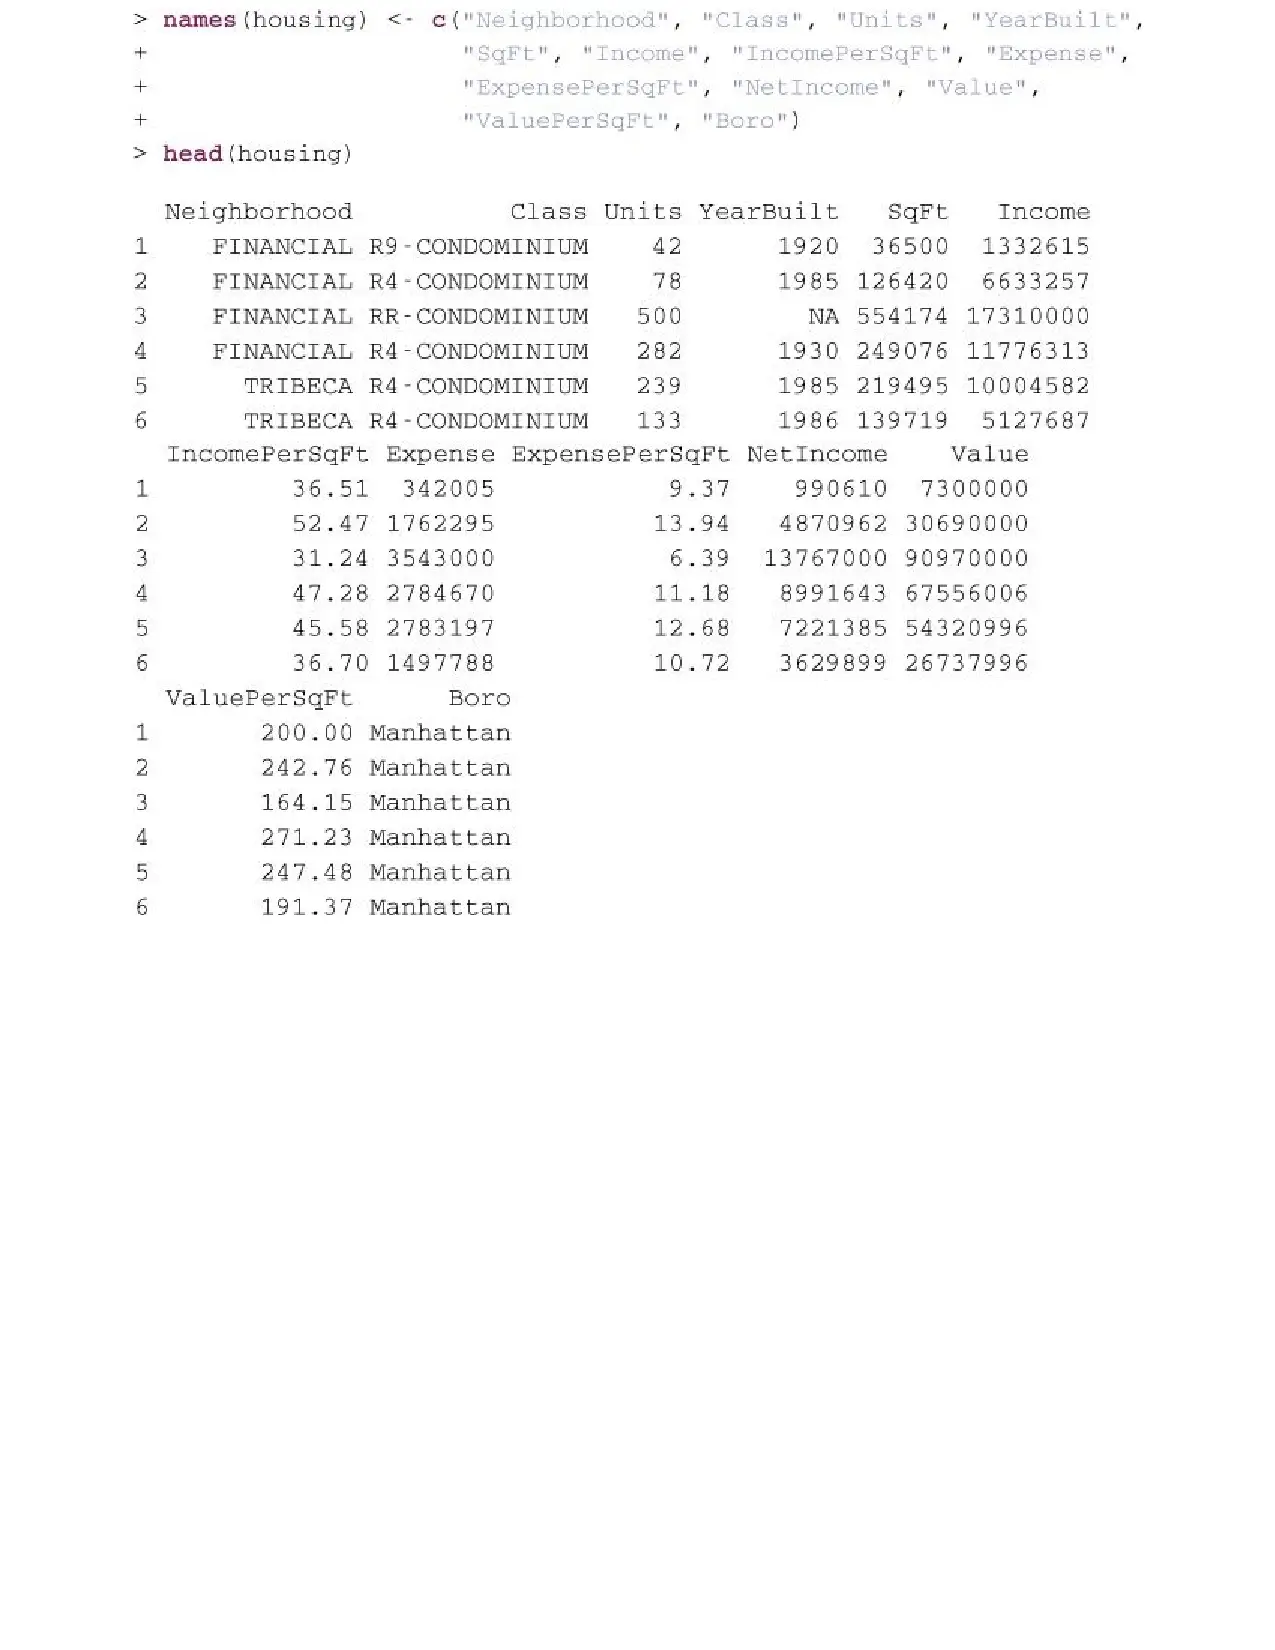 > names(housing) <- c("Neighborhood", "Class", "Units", "YearBuilt",
+ "SqFt", "Income", "IncomePerSqFt", "Expense",
+ "ExpensePerSqFt", "NetIncome", "Value",
+ "ValuePerSqFt", "Boro")
> head(housing)
Neighborhood Class Units YearBuilt SqFt Income
1 FINANCIAL R9-CONDOMINIUM 42 1920 36500 1332615
2 FINANCIAL R4-CONDOMINIUM 78 1985 126420 6633257
3 FINANCIAL RR-CONDOMINIUM 500 NA 554174 17310000
4 FINANCIAL R4-CONDOMINIUM 282 1930 249076 11776313
5 TRIBECA R4-CONDOMINIUM 239 1985 219495 10004582
6 TRIBECA R4-CONDOMINIUM 133 1986 139719 5127687
IncomePerSqFt Expense ExpensePerSqFt NetIncome Value
1 36.51 342005 9.37 990610 7300000
2 52.47 1762295 13.94 4870962 30690000
3 31.24 3543000 6.39 13767000 90970000
4 47.28 2784670 11.18 8991643 67556006
5 45.58 2783197 12.68 7221385 54320996
6 36.70 1497788 10.72 3629899 26737996
ValuePerSqFt Boro
1 200.00 Manhattan
2 242.76 Manhattan
3 164.15 Manhattan
4 271.23 Manhattan
5 247.48 Manhattan
6 191.37 Manhattan